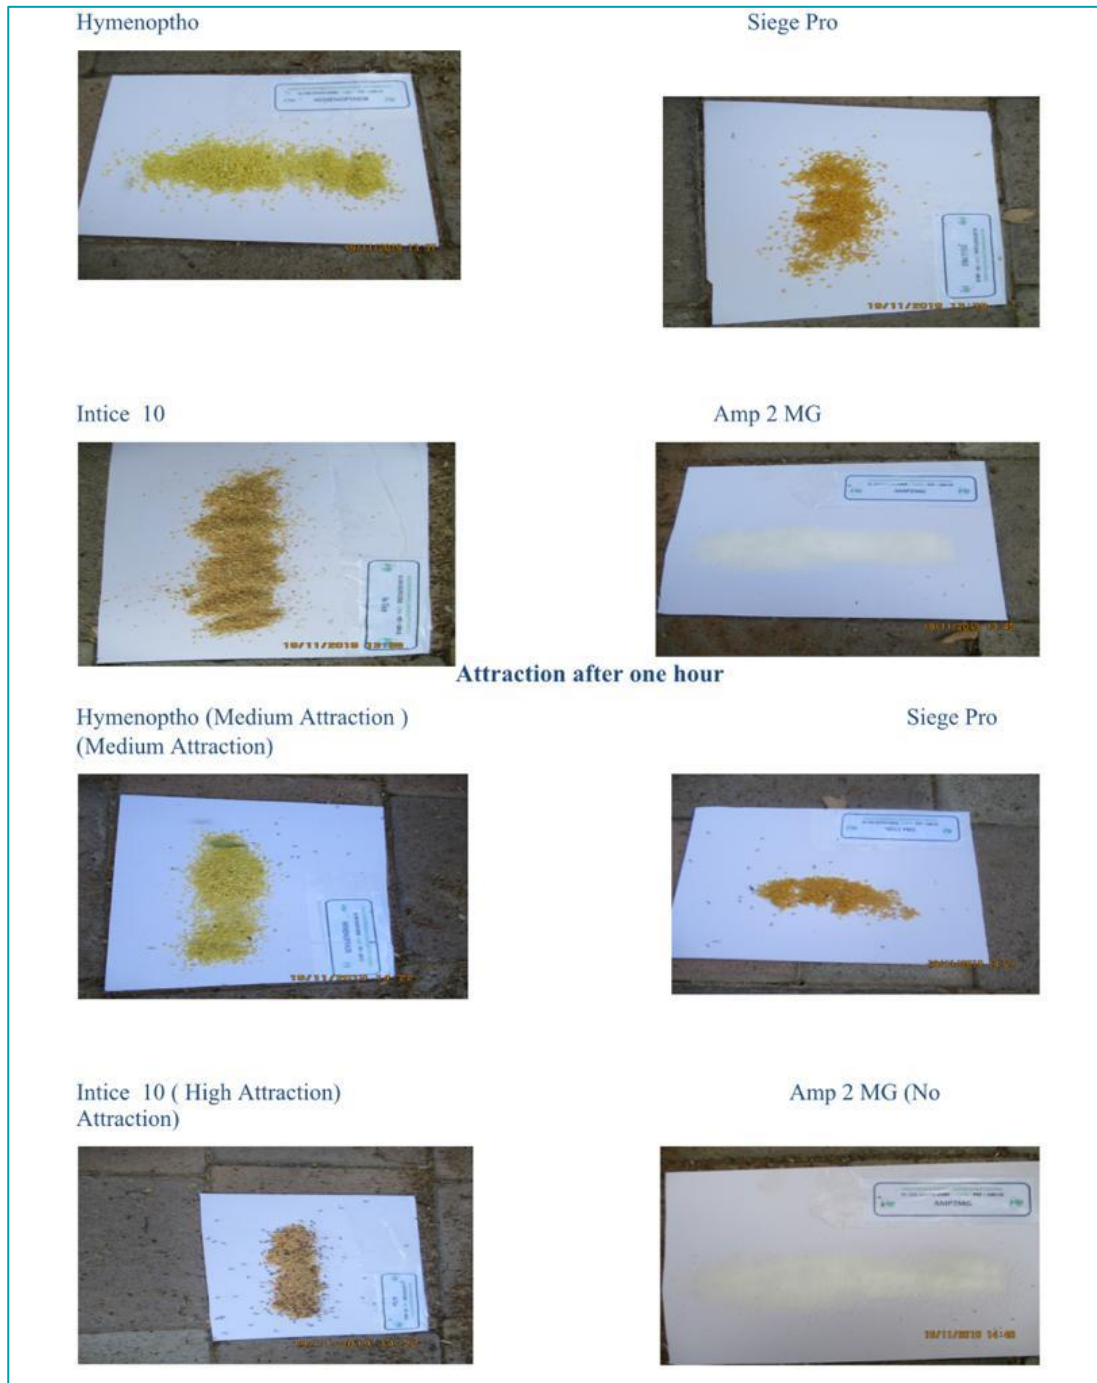 Hymenoptho
Siege Pro
Intice 10
Amp 2 MG
Attraction after one hour
Hymenoptho (Medium Attraction )
Siege Pro
(Medium Attraction)
Intice 10 ( High Attraction)
Amp 2 MG (No
Attraction)
AMP2MG